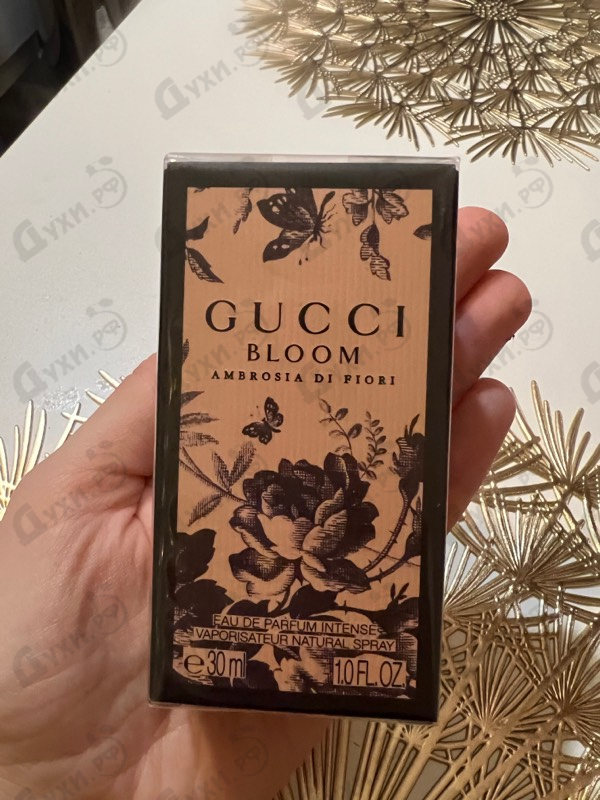 GUCCI
BLOOM
AMBROSIA DI FIORI
EAU DE PARFUM INTENSE
VAPORISATEUR NATURAL SPRAY
℮30 ml 1.0 FL.OZ.
Духи.РФ